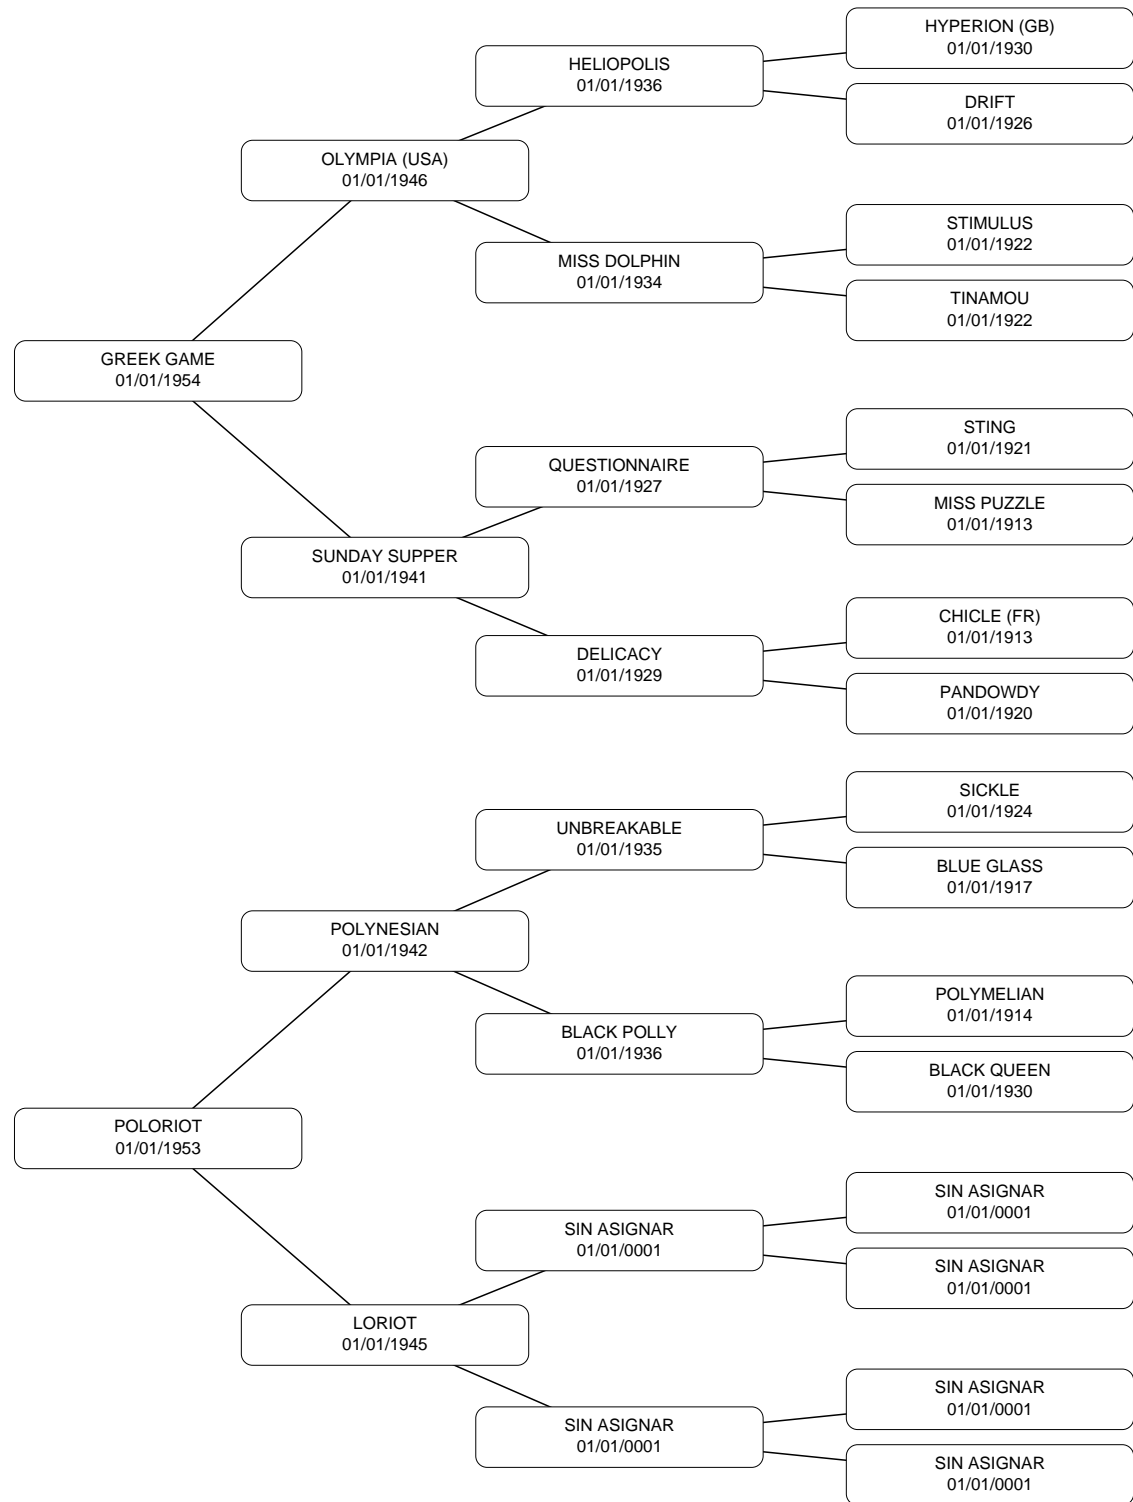 HYPERION (GB)
01/01/1930
HELIOPOLIS
01/01/1936
DRIFT
01/01/1926
OLYMPIA (USA)
01/01/1946
STIMULUS
01/01/1922
MISS DOLPHIN
01/01/1934
TINAMOU
01/01/1922
GREEK GAME
01/01/1954
STING
01/01/1921
QUESTIONNAIRE
01/01/1927
MISS PUZZLE
01/01/1913
SUNDAY SUPPER
01/01/1941
CHICLE (FR)
01/01/1913
DELICACY
01/01/1929
PANDOWDY
01/01/1920
SICKLE
01/01/1924
UNBREAKABLE
01/01/1935
BLUE GLASS
01/01/1917
POLYNESIAN
01/01/1942
POLYMELIAN
01/01/1914
BLACK POLLY
01/01/1936
BLACK QUEEN
01/01/1930
POLORIOT
01/01/1953
SIN ASIGNAR
01/01/0001
SIN ASIGNAR
01/01/0001
SIN ASIGNAR
01/01/0001
LORIOT
01/01/1945
SIN ASIGNAR
01/01/0001
SIN ASIGNAR
01/01/0001
SIN ASIGNAR
01/01/0001